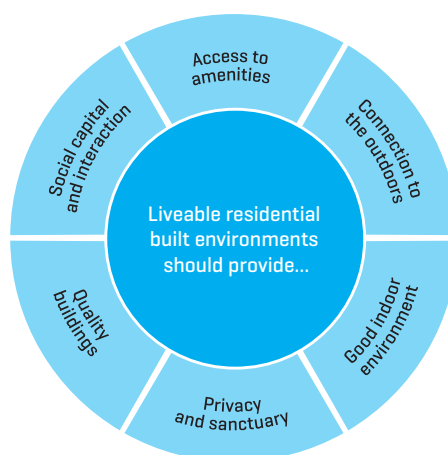 Access to
amenities
Connection to
the outdoors
Good indoor
environment
Privacy
and sanctuary
Quality
buildings
Social capital
and interaction
Liveable residential
built environments
should provide...